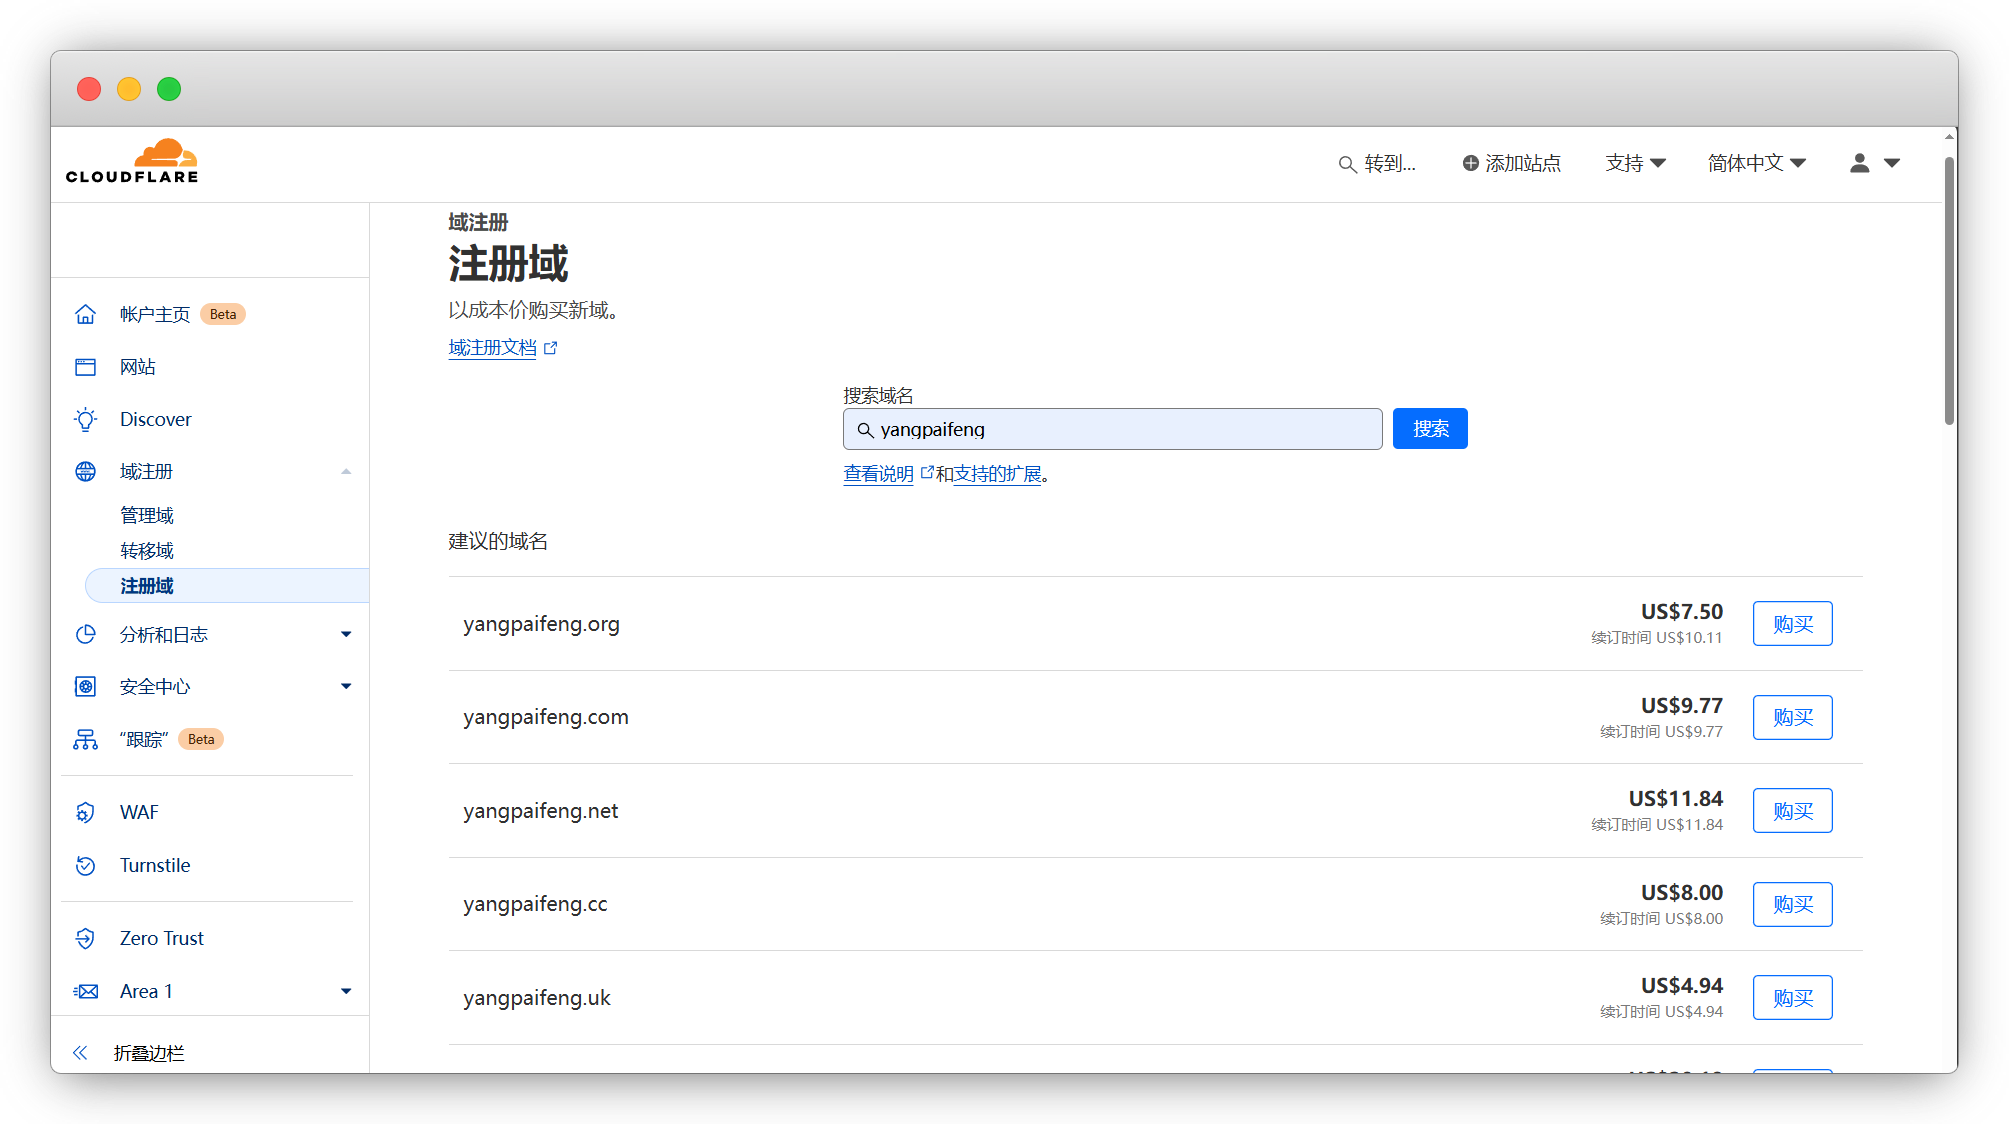 CLOUDFLARE
转到...
添加站点
支持
简体中文
帐户主页 Beta
网站
Discover
域注册
管理域
转移域
注册域
分析和日志
安全中心
“跟踪” Beta
WAF
Turnstile
Zero Trust
Area 1
折叠边栏
域注册
注册域
以成本价购买新域。
域注册文档
搜索域名
yangpaifeng
搜索
查看说明 和支持的扩展。
建议的域名
yangpaifeng.org
US$7.50
续订时间 US$10.11
购买
yangpaifeng.com
US$9.77
续订时间 US$9.77
购买
yangpaifeng.net
US$11.84
续订时间 US$11.84
购买
yangpaifeng.cc
US$8.00
续订时间 US$8.00
购买
yangpaifeng.uk
US$4.94
续订时间 US$4.94
购买